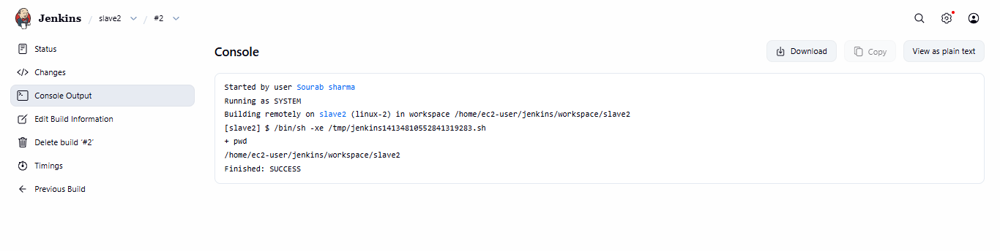 Jenkins / slave2 / #2
Status
Changes
Console Output
Edit Build Information
Delete build ‘#2’
Timings
Previous Build
Console
Download
Copy
View as plain text
Started by user Sourab sharma
Running as SYSTEM
Building remotely on slave2 (linux-2) in workspace /home/ec2-user/jenkins/workspace/slave2
[slave2] $ /bin/sh -xe /tmp/jenkins14134810552841319283.sh
+ pwd
/home/ec2-user/jenkins/workspace/slave2
Finished: SUCCESS